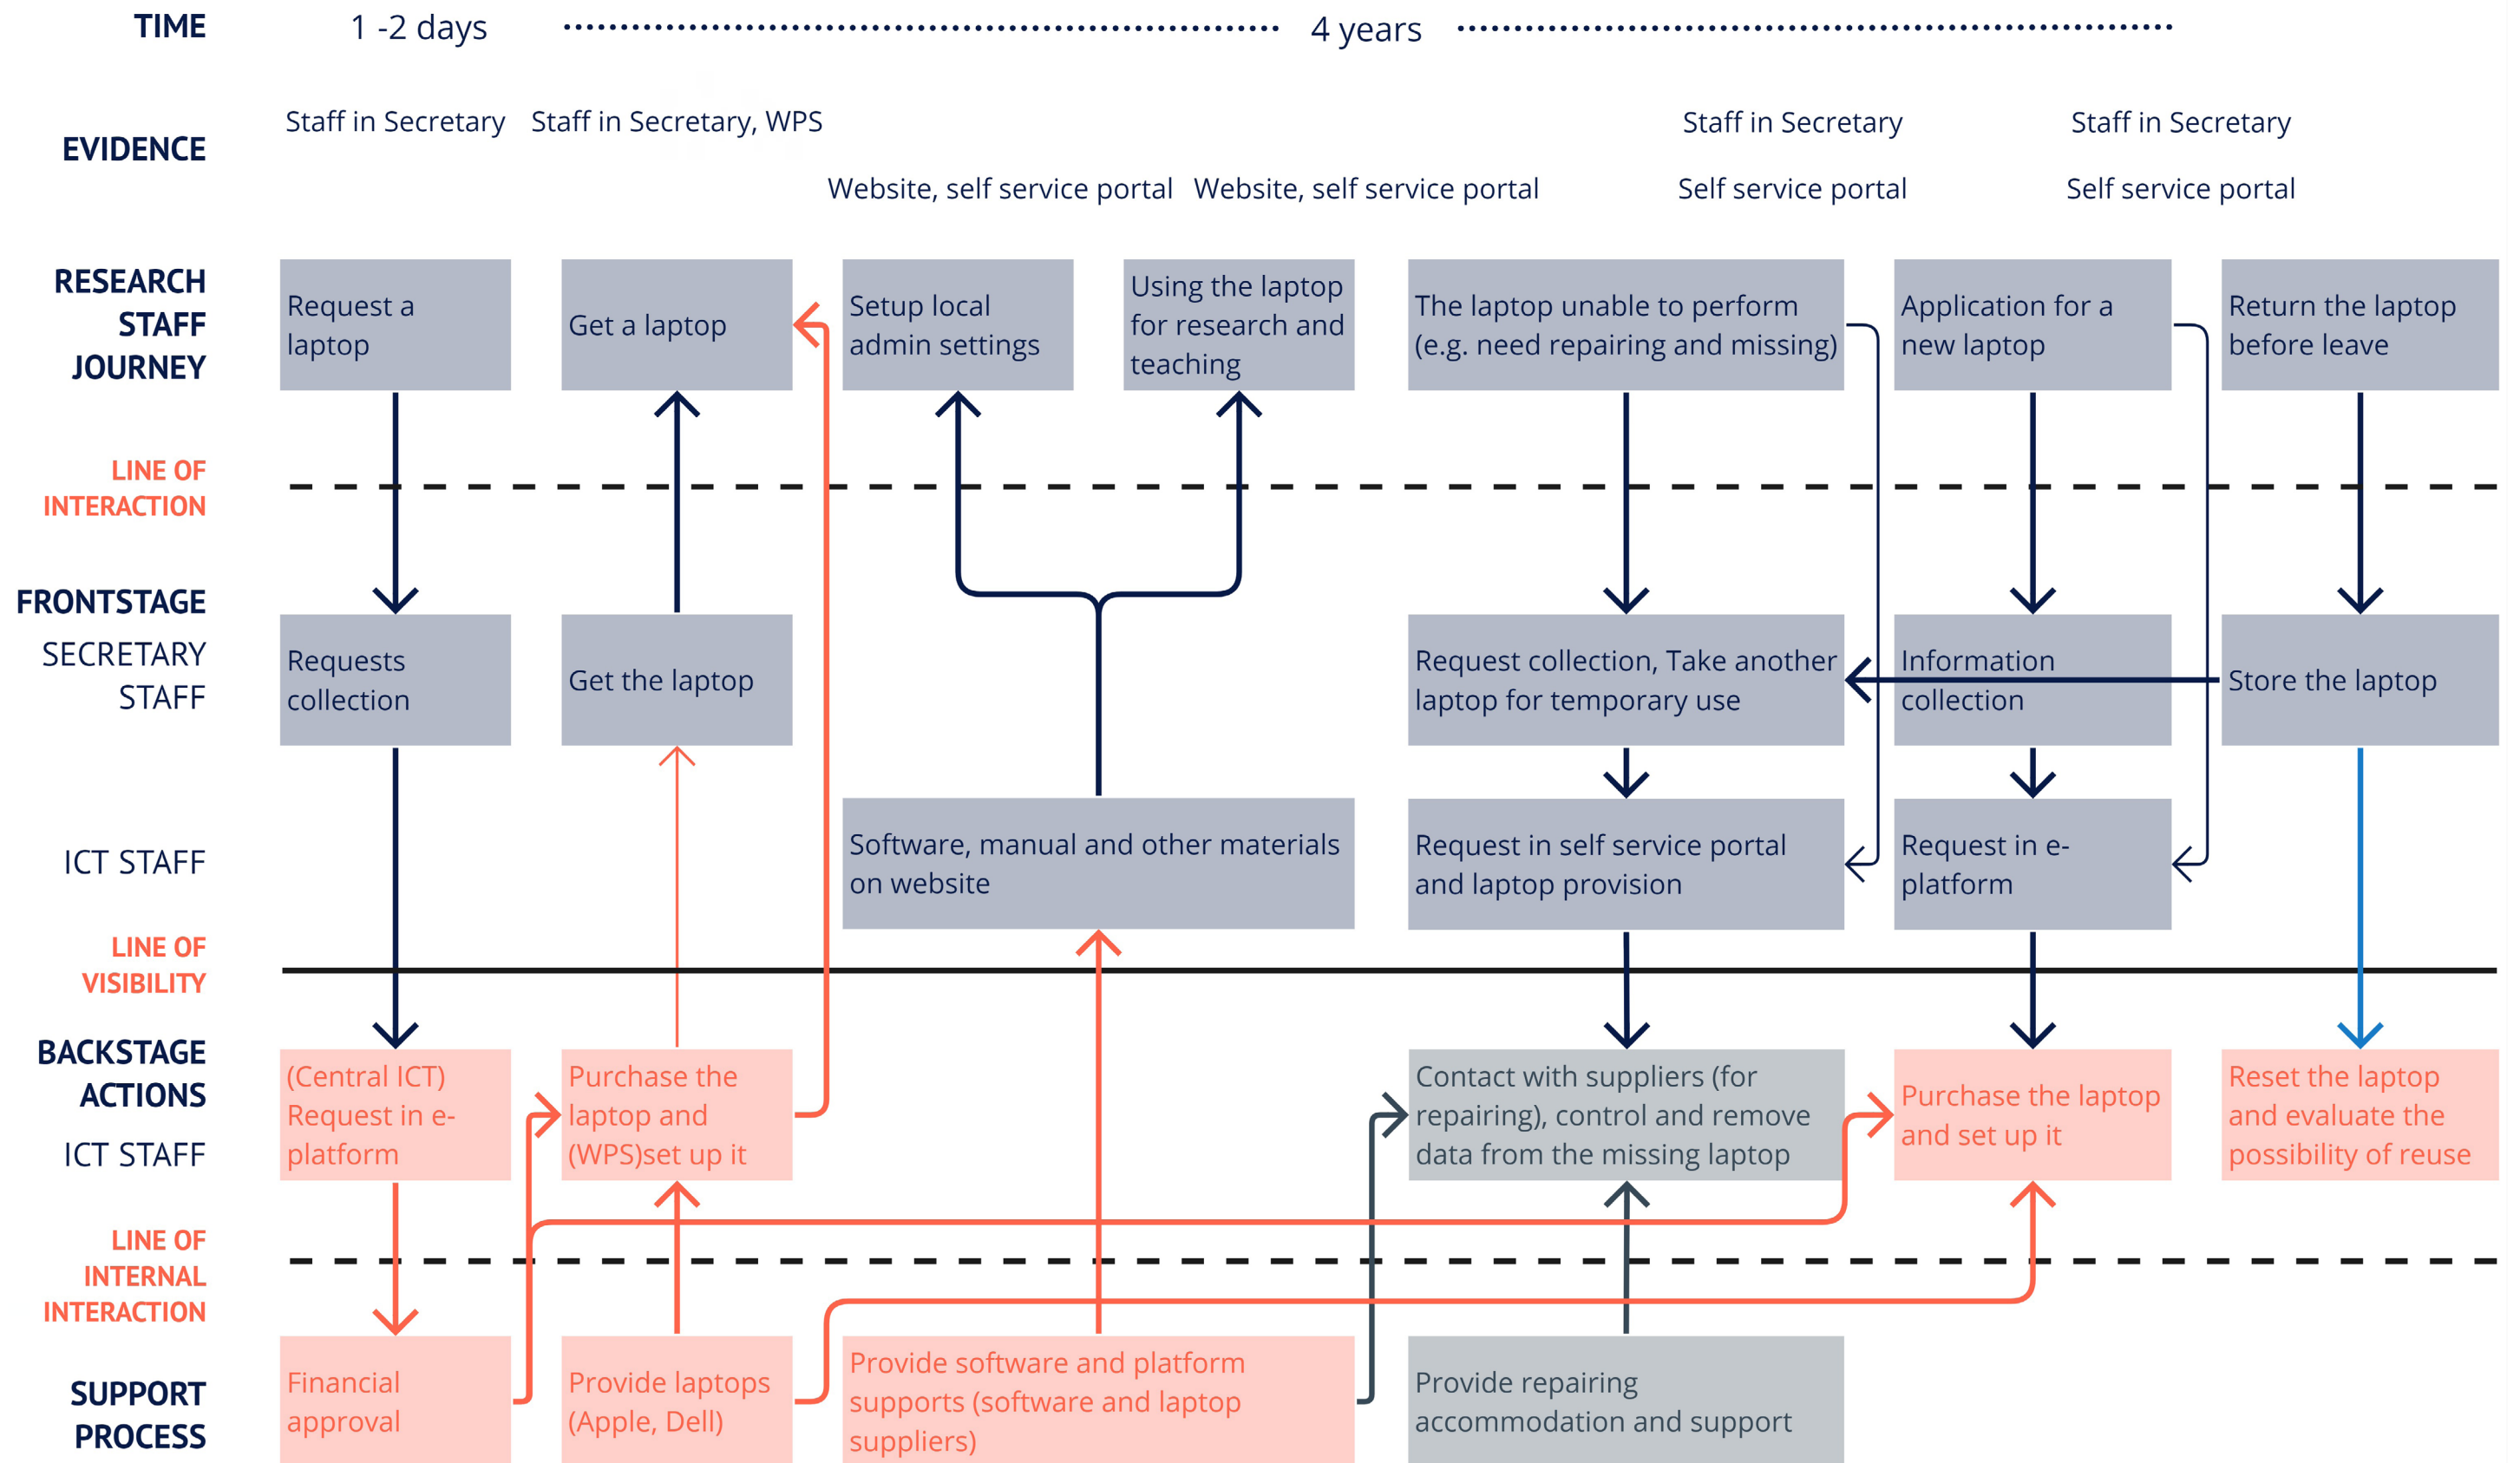 TIME
1 -2 days
4 years
EVIDENCE
Staff in Secretary
Staff in Secretary, WPS
Staff in Secretary
Staff in Secretary
Website, self service portal
Website, self service portal
Self service portal
Self service portal
RESEARCH
STAFF
JOURNEY
Request a
laptop
Get a laptop
Setup local
admin settings
Using the laptop
for research and
teaching
The laptop unable to perform
(e.g. need repairing and missing)
Application for a
new laptop
Return the laptop
before leave
LINE OF
INTERACTION
FRONTSTAGE
SECRETARY
STAFF
Requests
collection
Get the laptop
Request collection, Take another
laptop for temporary use
Information
collection
Store the laptop
ICT STAFF
Software, manual and other materials
on website
Request in self service portal
and laptop provision
Request in e-
platform
LINE OF
VISIBILITY
BACKSTAGE
ACTIONS
ICT STAFF
(Central ICT)
Request in e-
platform
Purchase the
laptop and
(WPS)set up it
Contact with suppliers (for
repairing), control and remove
data from the missing laptop
Purchase the laptop
and set up it
Reset the laptop
and evaluate the
possibility of reuse
LINE OF
INTERNAL
INTERACTION
SUPPORT
PROCESS
Financial
approval
Provide laptops
(Apple, Dell)
Provide software and platform
supports (software and laptop
suppliers)
Provide repairing
accommodation and support